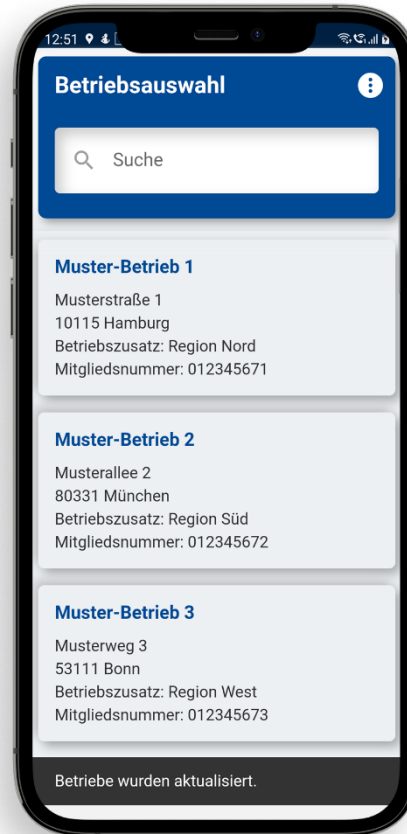 12:51
Betriebsauswahl
Suche
Muster-Betrieb 1
Musterstraße 1
10115 Hamburg
Betriebszusatz: Region Nord
Mitgliedsnummer: 012345671
Muster-Betrieb 2
Musterallee 2
80331 München
Betriebszusatz: Region Süd
Mitgliedsnummer: 012345672
Muster-Betrieb 3
Musterweg 3
53111 Bonn
Betriebszusatz: Region West
Mitgliedsnummer: 012345673
Betriebe wurden aktualisiert.